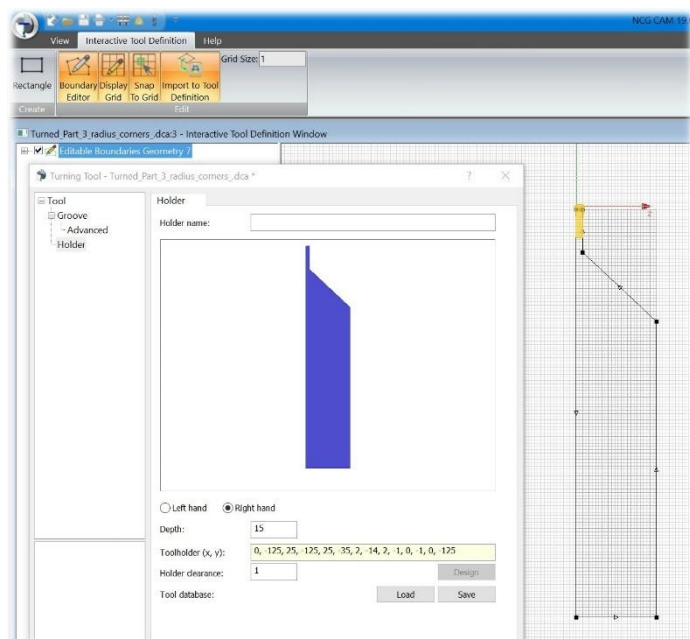 NCG CAM 19.0
View Interactive Tool Definition Help
Grid Size: 1
Rectangle Boundary Editor Display Grid Snap To Grid Import to Tool Definition
Create Edit
Turned_Part_3_radius_corners_.dca:3 - Interactive Tool Definition Window
Editable Boundaries Geometry 7
Turning Tool - Turned_Part_3_radius_corners_.dca *
Tool
Groove
Advanced
Holder
Holder
Holder name:
Left hand Right hand
Depth: 15
Toolholder (x, y): 0, -125, 25, -125, 25, -35, 2, -14, 2, -1, 0, -1, 0, -125
Holder clearance: 1 Design
Tool database: Load Save
z